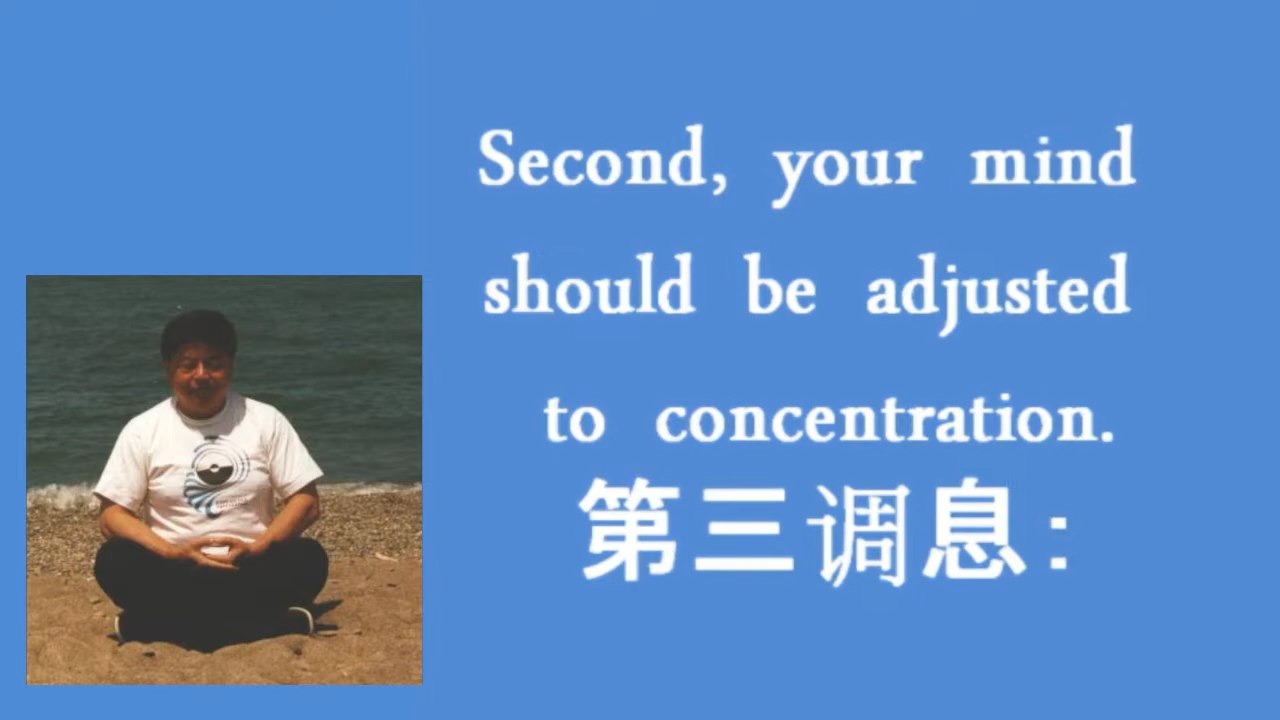 Second, your mind
should be adjusted
to concentration.
第三调息: